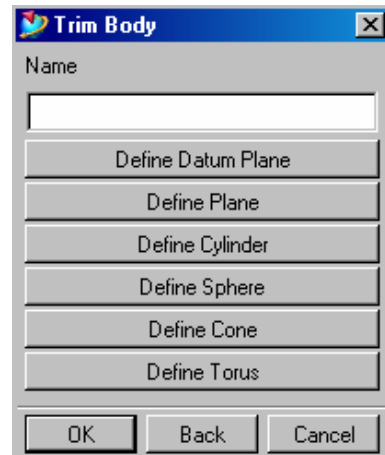 Trim Body
Name
Define Datum Plane
Define Plane
Define Cylinder
Define Sphere
Define Cone
Define Torus
OK Back Cancel